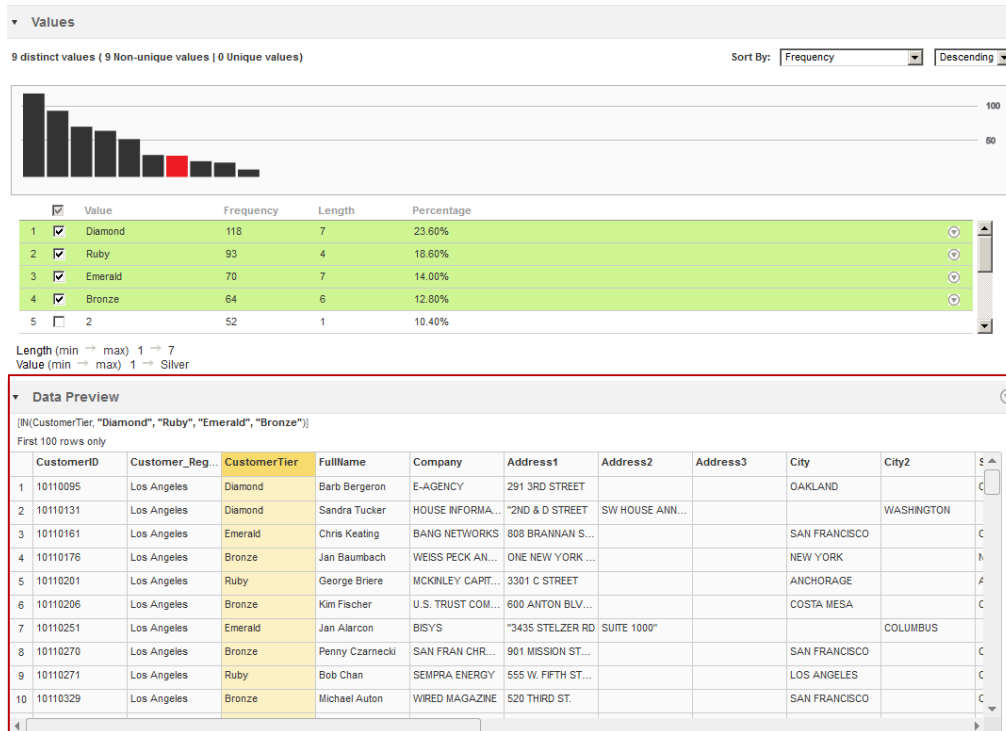 Values
9 distinct values ( 9 Non-unique values | 0 Unique values)
Sort By: Frequency Descending
100
50
Value Frequency Length Percentage
1 Diamond 118 7 23.60%
2 Ruby 93 4 18.60%
3 Emerald 70 7 14.00%
4 Bronze 64 6 12.80%
5 2 52 1 10.40%
Length (min → max) 1 → 7
Value (min → max) 1 → Silver
Data Preview
[IN(CustomerTier, "Diamond", "Ruby", "Emerald", "Bronze")]
First 100 rows only
CustomerID Customer_Reg... CustomerTier FullName Company Address1 Address2 Address3 City City2 S
1 10110095 Los Angeles Diamond Barb Bergeron E-AGENCY 291 3RD STREET OAKLAND
2 10110131 Los Angeles Diamond Sandra Tucker HOUSE INFORMA... "2ND & D STREET SW HOUSE ANN... WASHINGTON
3 10110161 Los Angeles Emerald Chris Keating BANG NETWORKS 808 BRANNAN S... SAN FRANCISCO
4 10110176 Los Angeles Bronze Jan Baumbach WEISS PECK AN... ONE NEW YORK ... NEW YORK
5 10110201 Los Angeles Ruby George Briere MCKINLEY CAPIT... 3301 C STREET ANCHORAGE
6 10110206 Los Angeles Bronze Kim Fischer U.S. TRUST COM... 600 ANTON BLV... COSTA MESA
7 10110251 Los Angeles Emerald Jan Alarcon BISYS "3435 STELZER RD SUITE 1000" COLUMBUS
8 10110270 Los Angeles Bronze Penny Czarnecki SAN FRAN CHR... 901 MISSION ST... SAN FRANCISCO
9 10110271 Los Angeles Ruby Bob Chan SEMPRA ENERGY 555 W. FIFTH ST... LOS ANGELES
10 10110329 Los Angeles Bronze Michael Auton WIRED MAGAZINE 520 THIRD ST. SAN FRANCISCO